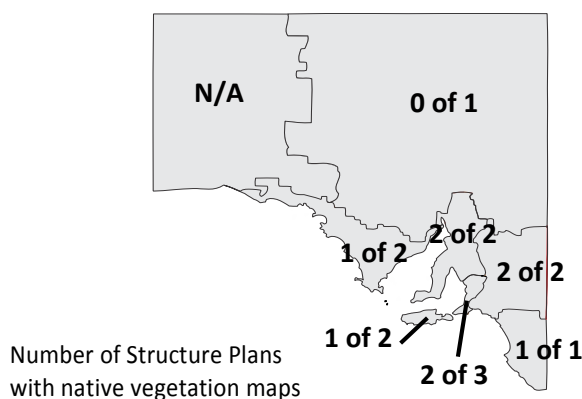 N/A
0 of 1
2 of 2
1 of 2
2 of 2
1 of 2
1 of 1
2 of 3
Number of Structure Plans
with native vegetation maps